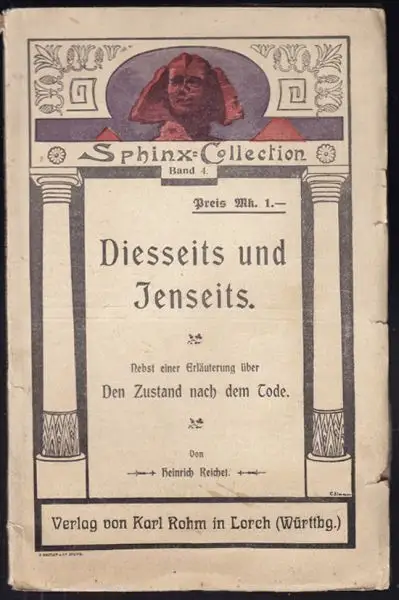 Sphinx=Collection
Band 4.
Preis Mk. 1.—
Diesseits und
Jenseits.
Nebst einer Erläuterung über
Den Zustand nach dem Tode.
Von
Heinrich Reichel.
Verlag von Karl Rohm in Lorch (Württbg.)